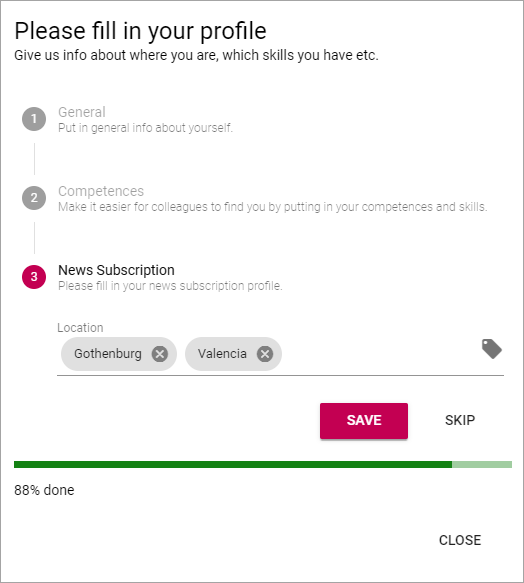 Please fill in your profile
Give us info about where you are, which skills you have etc.
1 General
Put in general info about yourself.
2 Competences
Make it easier for colleagues to find you by putting in your competences and skills.
3 News Subscription
Please fill in your news subscription profile.
Location
Gothenburg Valencia
SAVE SKIP
88% done
CLOSE